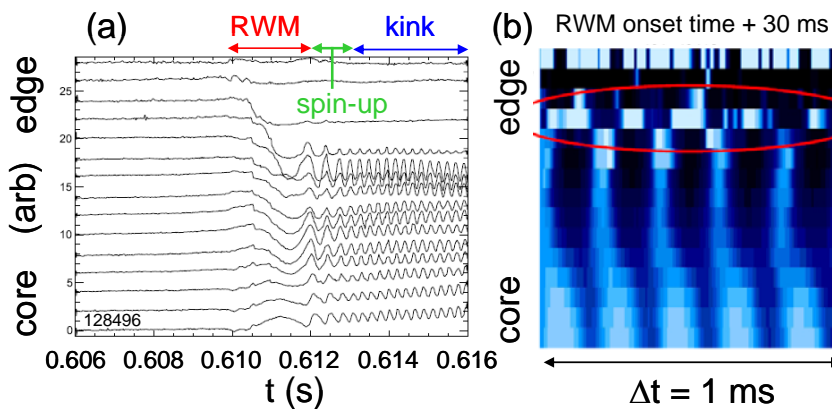 (a)
RWM
kink
spin-up
edge
(arb)
core
25
20
15
10
5
0
128496
0.606
0.608
0.610
0.612
0.614
0.616
t (s)
(b)
RWM onset time + 30 ms
edge
core
Δt = 1 ms